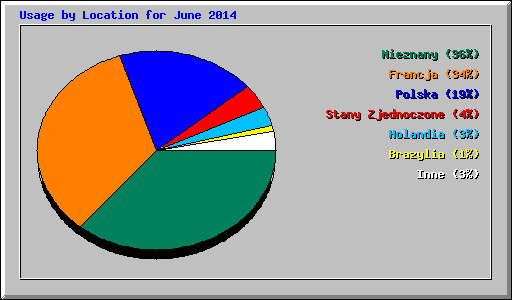 Usage by Location for June 2014
Nieznany (36%)
Francja (34%)
Polska (19%)
Stany Zjednoczone (4%)
Holandia (3%)
Brazylia (1%)
Inne (3%)